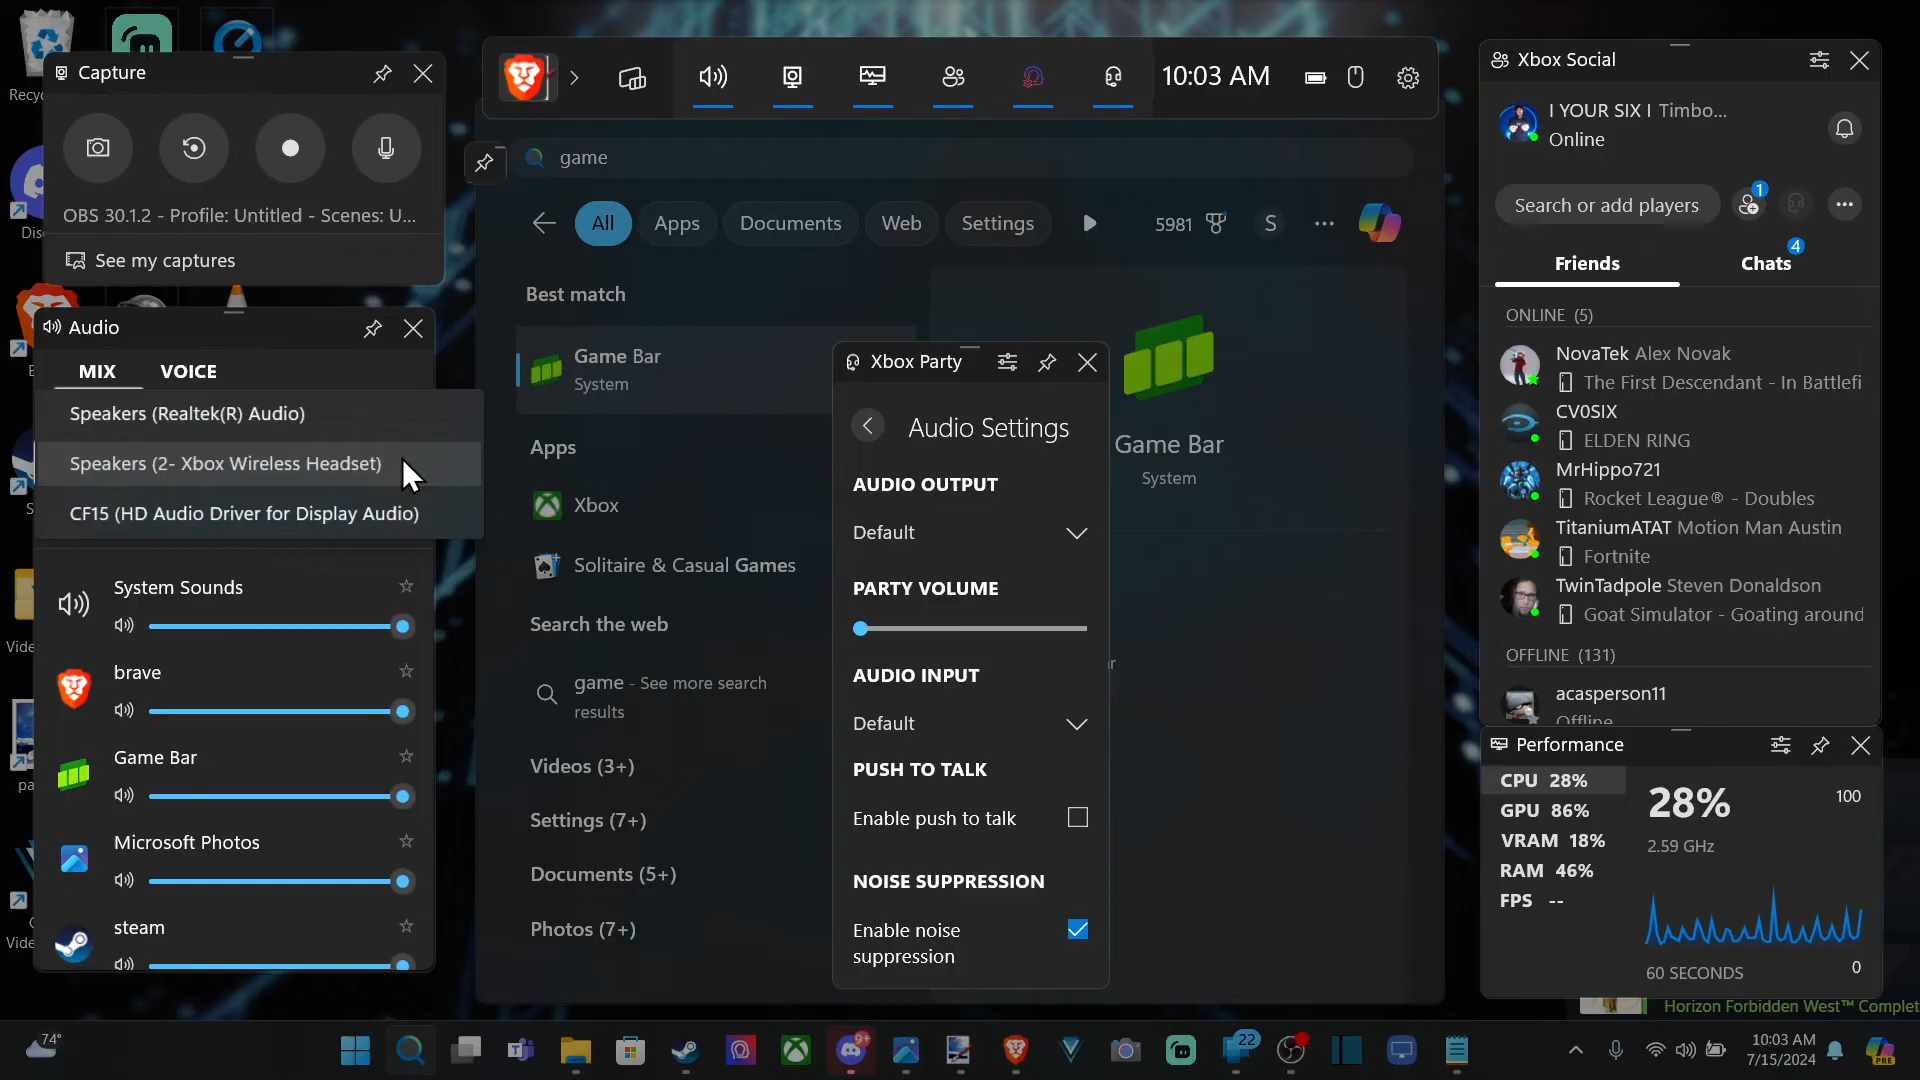 Recyc
Capture
OBS 30.1.2 - Profile: Untitled - Scenes: U...
See my captures
Dis
Audio
MIX
VOICE
Speakers (Realtek(R) Audio)
Speakers (2- Xbox Wireless Headset)
CF15 (HD Audio Driver for Display Audio)
System Sounds
brave
Game Bar
Microsoft Photos
steam
Vide
pa
Vide
10:03 AM
game
All
Apps
Documents
Web
Settings
5981
S
...
Best match
Game Bar
System
Apps
Xbox
Solitaire & Casual Games
Search the web
game - See more search
results
Videos (3+)
Settings (7+)
Documents (5+)
Photos (7+)
Game Bar
System
Xbox Party
Audio Settings
AUDIO OUTPUT
Default
PARTY VOLUME
AUDIO INPUT
Default
PUSH TO TALK
Enable push to talk
NOISE SUPPRESSION
Enable noise
suppression
Xbox Social
I YOUR SIX I Timbo...
Online
Search or add players
1
...
Friends
Chats
4
ONLINE (5)
NovaTek Alex Novak
The First Descendant - In Battlefi
CV0SIX
ELDEN RING
MrHippo721
Rocket League® - Doubles
TitaniumATAT Motion Man Austin
Fortnite
TwinTadpole Steven Donaldson
Goat Simulator - Goating around
OFFLINE (131)
acasperson11
Offline
Performance
CPU 28%
GPU 86%
VRAM 18%
RAM 46%
FPS --
28%
100
2.59 GHz
60 SECONDS
0
Horizon Forbidden West™ Complet
74°
9+
22
10:03 AM
7/15/2024
PRE